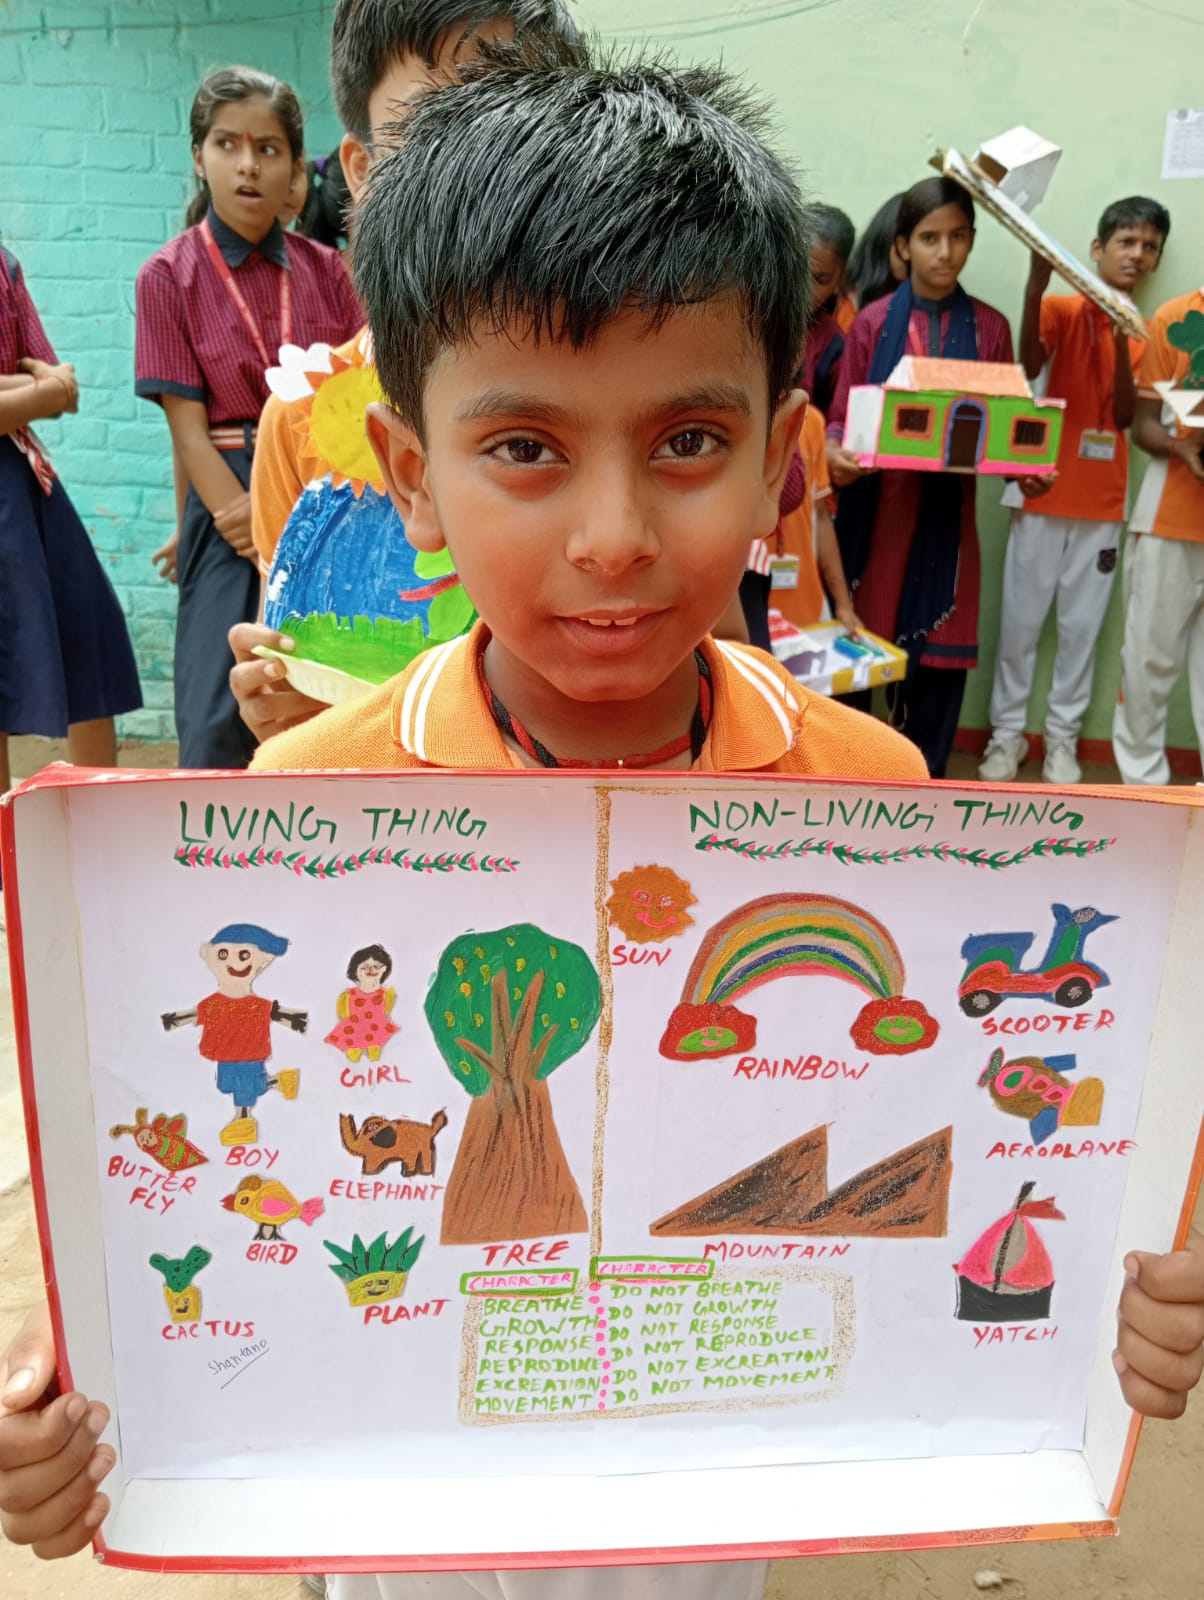 LIVING THING
NON-LIVING THING
SUN
RAINBOW
SCOOTER
AEROPLANE
GIRL
BOY
BUTTER
FLY
ELEPHANT
BIRD
TREE
MOUNTAIN
CACTUS
PLANT
YATCH
Shantano
CHARACTER
BREATHE
GROWTH
RESPONSE
REPRODUCE
EXCREATION
MOVEMENT
CHARACTER
DO NOT BREATHE
DO NOT GROWTH
DO NOT RESPONSE
DO NOT REPRODUCE
DO NOT EXCREATION
DO NOT MOVEMENT